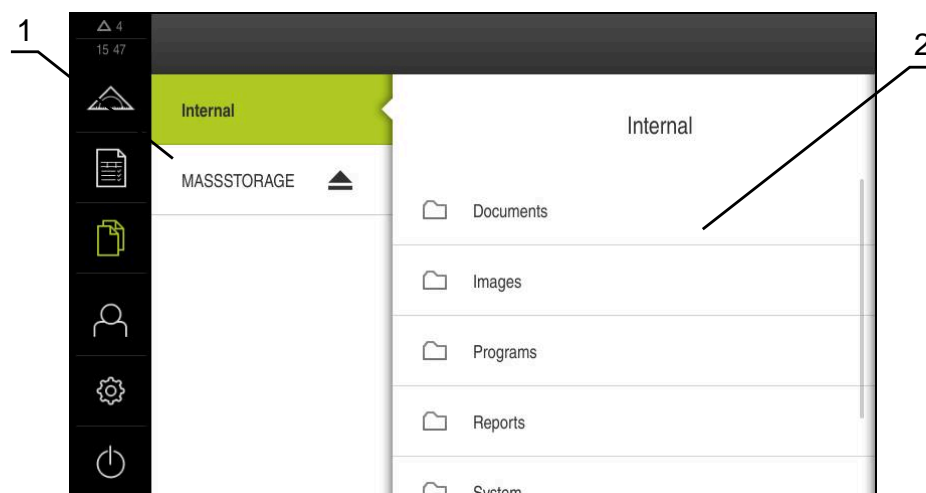 1
2
4
15 47
Internal
MASSSTORAGE
Internal
Documents
Images
Programs
Reports
System